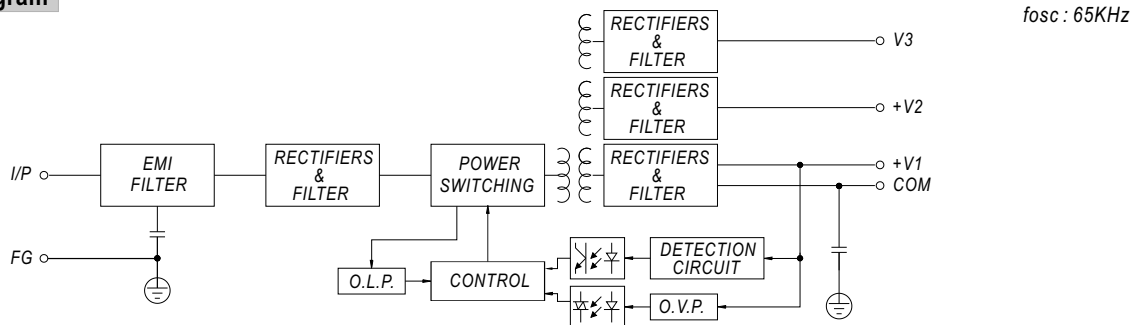 fosc : 65KHz
RECTIFIERS
&
FILTER
V3
RECTIFIERS
&
FILTER
+V2
I/P
EMI
FILTER
RECTIFIERS
&
FILTER
POWER
SWITCHING
RECTIFIERS
&
FILTER
+V1
COM
FG
O.L.P.
CONTROL
DETECTION
CIRCUIT
O.V.P.